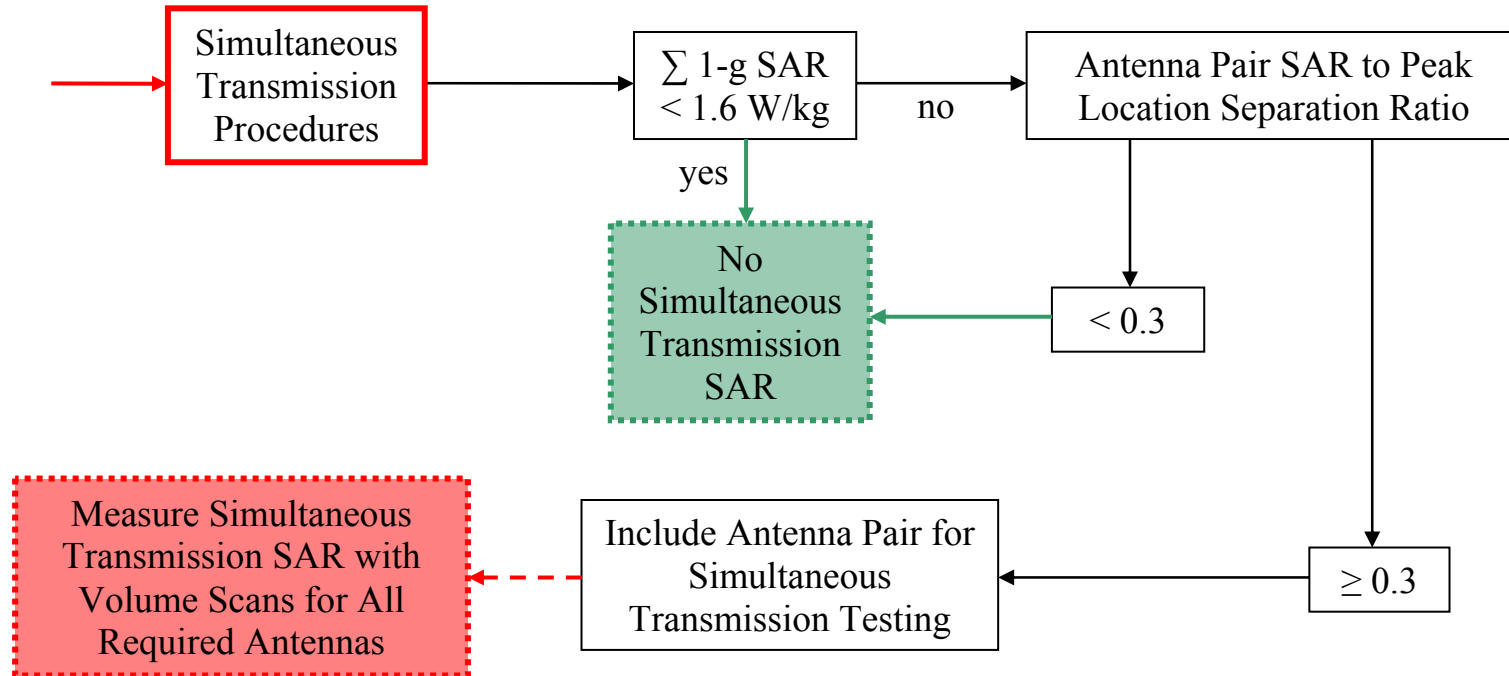 Simultaneous
Transmission
Procedures
∑ 1-g SAR
< 1.6 W/kg
no
Antenna Pair SAR to Peak
Location Separation Ratio
yes
No
Simultaneous
Transmission
SAR
< 0.3
Measure Simultaneous
Transmission SAR with
Volume Scans for All
Required Antennas
Include Antenna Pair for
Simultaneous
Transmission Testing
≥ 0.3